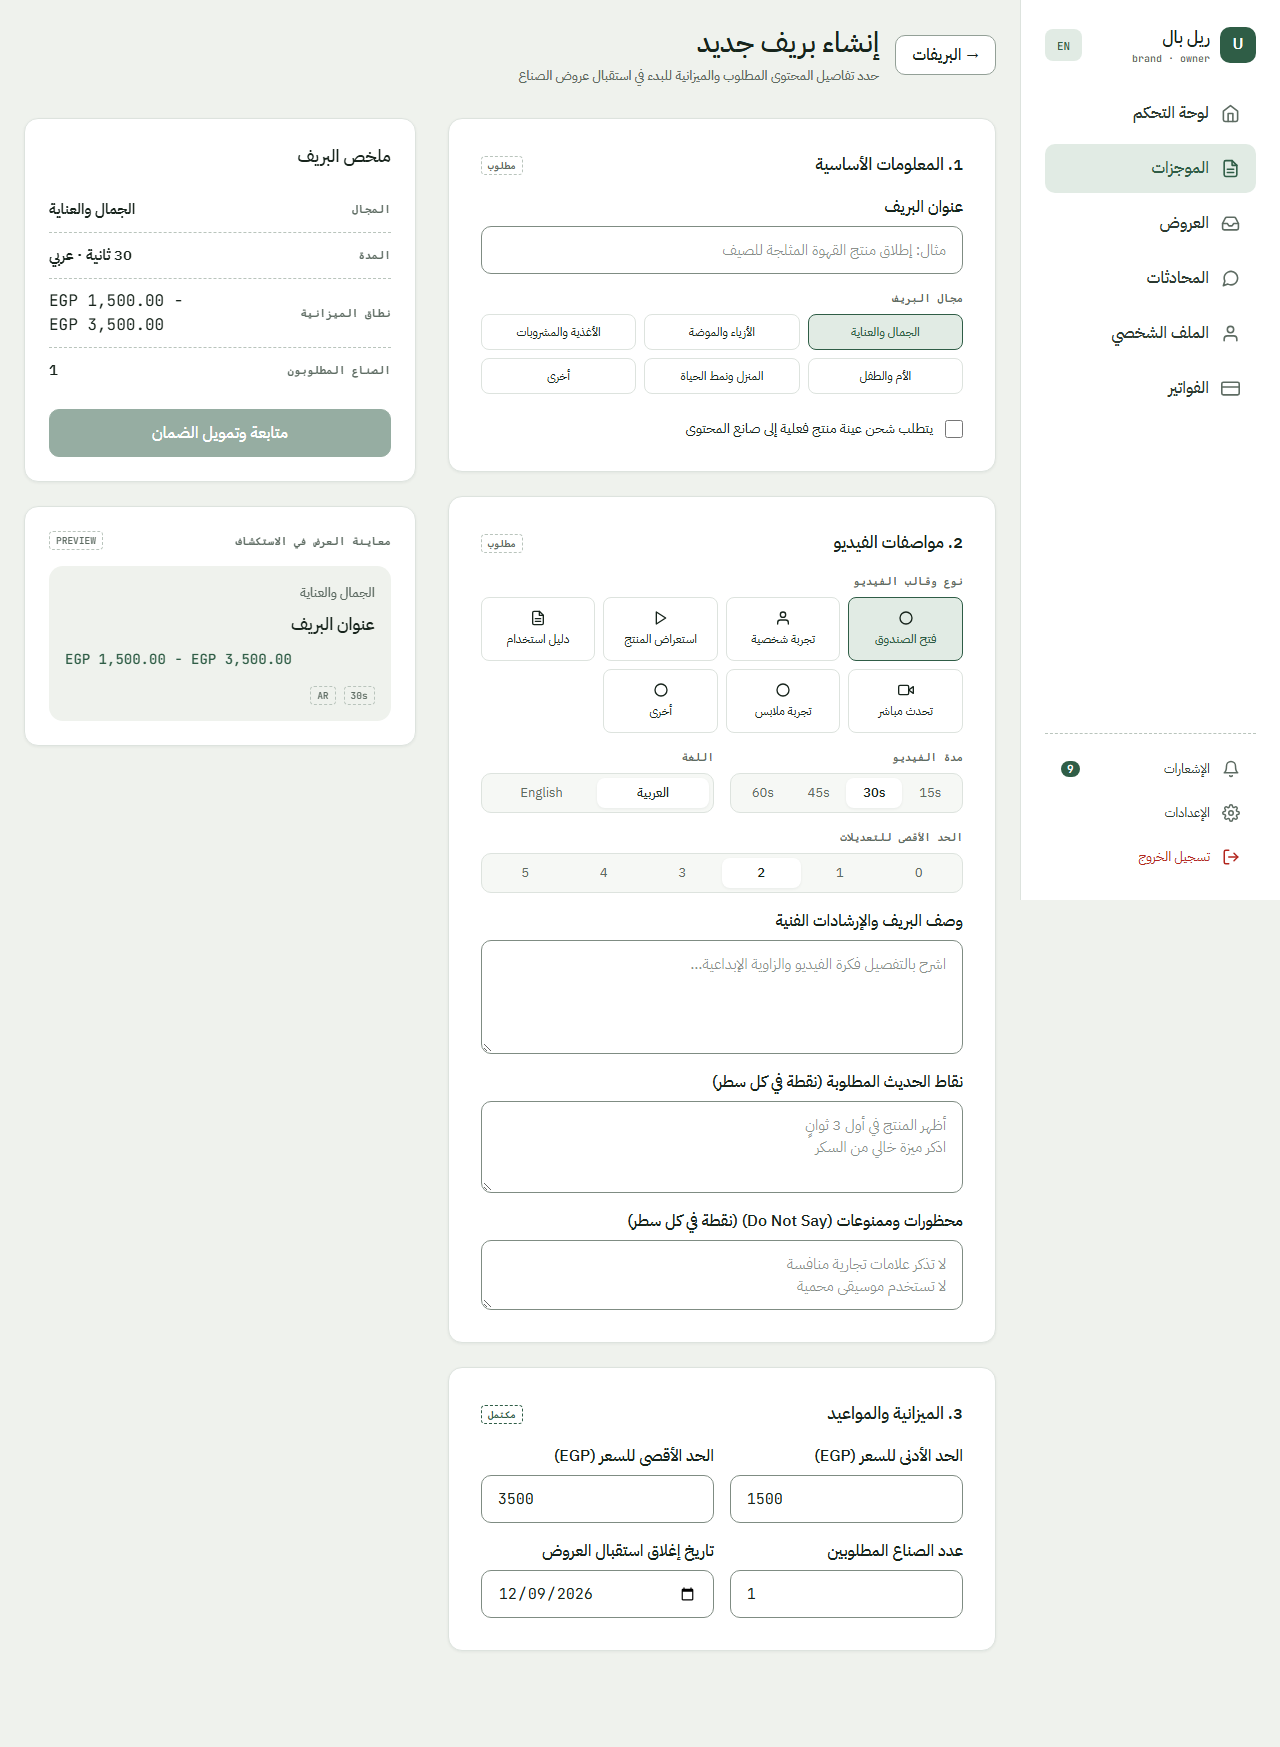 U
ريل بال
brand · owner
EN
لوحة التحكم
الموجزات
العروض
المحادثات
الملف الشخصي
الفواتير
الإشعارات
9
الإعدادات
تسجيل الخروج
→ البريفات
إنشاء بريف جديد
حدد تفاصيل المحتوى المطلوب والميزانية للبدء في استقبال عروض الصناع
1. المعلومات الأساسية
مطلوب
عنوان البريف
مثال: إطلاق منتج القهوة المثلجة للصيف
مجال البريف
الجمال والعناية
الأزياء والموضة
الأغذية والمشروبات
الأم والطفل
المنزل ونمط الحياة
أخرى
يتطلب شحن عينة منتج فعلية إلى صانع المحتوى
2. مواصفات الفيديو
مطلوب
نوع وقالب الفيديو
فتح الصندوق
تجربة شخصية
استعراض المنتج
دليل استخدام
تحدث مباشر
تجربة ملابس
أخرى
مدة الفيديو
15s
30s
45s
60s
اللغة
العربية
English
الحد الأقصى للتعديلات
0
1
2
3
4
5
وصف البريف والإرشادات الفنية
اشرح بالتفصيل فكرة الفيديو والزاوية الإبداعية...
نقاط الحديث المطلوبة (نقطة في كل سطر)
أظهر المنتج في أول 3 ثوانٍ
اذكر ميزة خالي من السكر
محظورات وممنوعات (Do Not Say) (نقطة في كل سطر)
لا تذكر علامات تجارية منافسة
لا تستخدم موسيقى محمية
3. الميزانية والمواعيد
مكتمل
الحد الأدنى للسعر (EGP)
1500
الحد الأقصى للسعر (EGP)
3500
عدد الصناع المطلوبين
1
تاريخ إغلاق استقبال العروض
12/09/2026
ملخص البريف
المجال
الجمال والعناية
المدة
30 ثانية · عربي
نطاق الميزانية
EGP 1,500.00 -
EGP 3,500.00
الصناع المطلوبون
1
متابعة وتمويل الضمان
معاينة العرض في الاستكشاف
PREVIEW
الجمال والعناية
عنوان البريف
EGP 1,500.00 - EGP 3,500.00
30s
AR